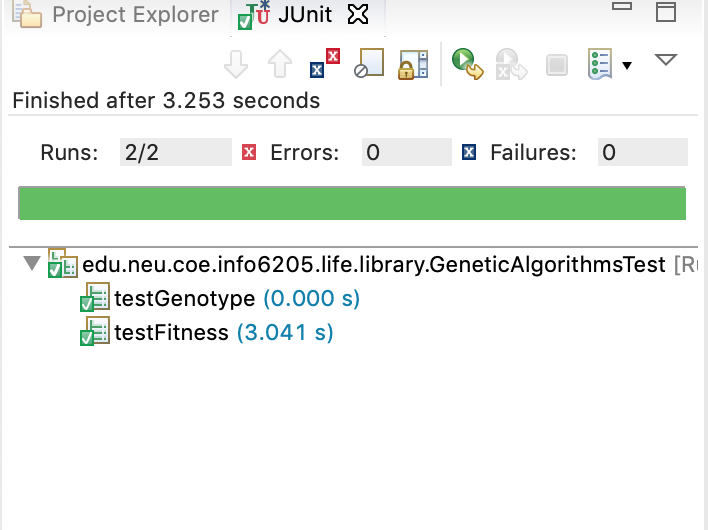 Project Explorer JUnit
Finished after 3.253 seconds
Runs: 2/2 Errors: 0 Failures: 0
edu.neu.coe.info6205.life.library.GeneticAlgorithmsTest [Ru
testGenotype (0.000 s)
testFitness (3.041 s)